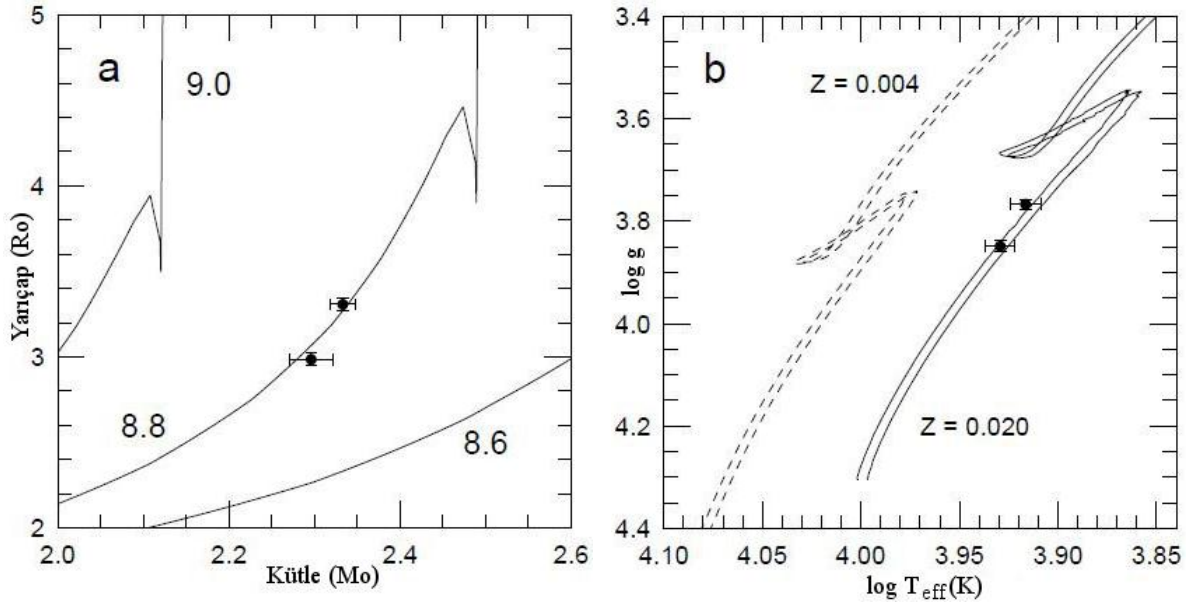 a
9.0
8.8
8.6
5
4
3
2
2.0
2.2
2.4
2.6
Yarıçap (Ro)
Kütle (Mo)
b
Z = 0.004
Z = 0.020
3.4
3.6
3.8
4.0
4.2
4.4
4.10
4.05
4.00
3.95
3.90
3.85
log g
log Teff(K)